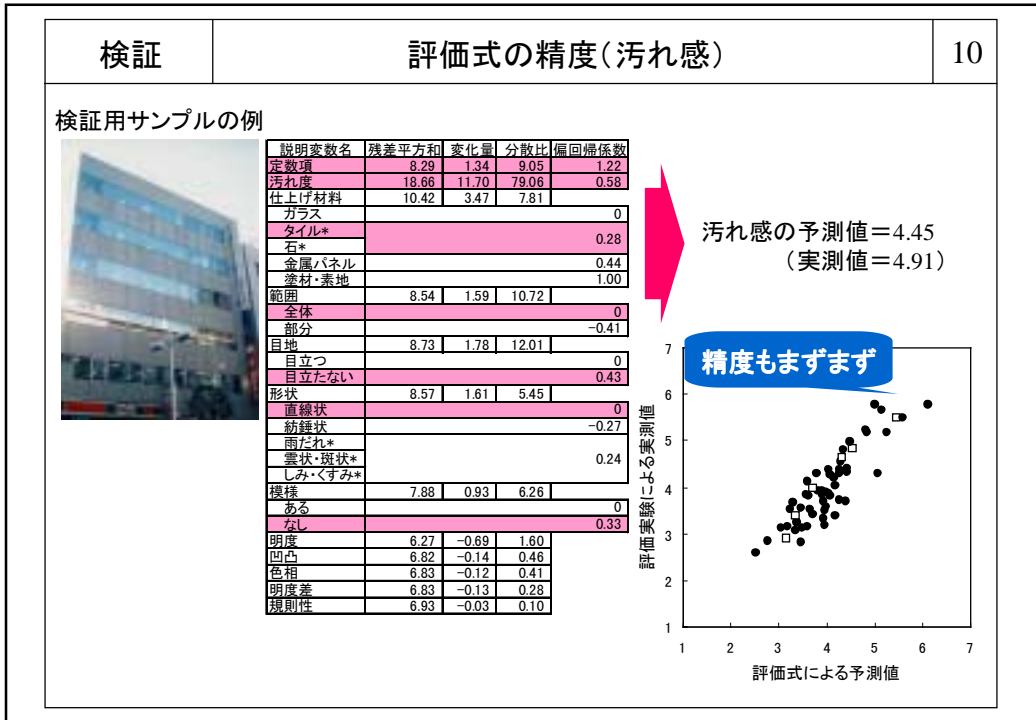 検証
評価式の精度(汚れ感)
10
検証用サンプルの例
説明変数名 残差平方和 変化量 分散比 偏回帰係数
定数項 8.29 1.34 9.05 1.22
汚れ度 18.66 11.70 79.06 0.58
仕上げ材料 10.42 3.47 7.81
ガラス 0
タイル*
石* 0.28
金属パネル 0.44
塗材・素地 1.00
範囲 8.54 1.59 10.72
全体 0
部分 -0.41
目地 8.73 1.78 12.01
目立つ 0
目立たない 0.43
形状 8.57 1.61 5.45
直線状 0
紡錘状 -0.27
雨だれ*
雲状・斑状* 0.24
しみ・くすみ*
模様 7.88 0.93 6.26
ある 0
なし 0.33
明度 6.27 -0.69 1.60
凹凸 6.82 -0.14 0.46
色相 6.83 -0.12 0.41
明度差 6.83 -0.13 0.28
規則性 6.93 -0.03 0.10
汚れ感の予測値=4.45
(実測値=4.91)
精度もまずまず
評価実験による実測値
7
6
5
4
3
2
1
1 2 3 4 5 6 7
評価式による予測値